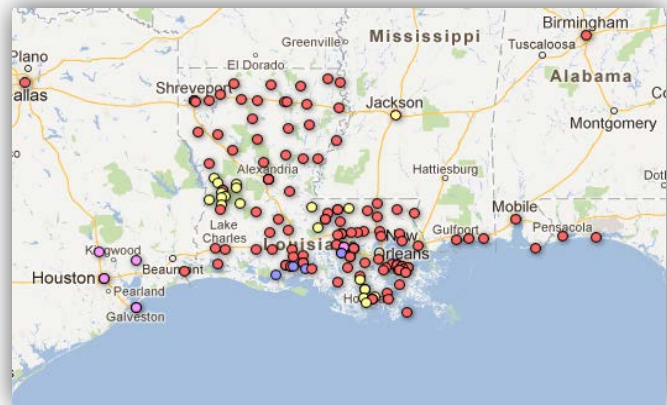 Birmingham
Greenville
Mississippi
Plano
El Dorado
Tuscaloosa
Shreveport
Alabama
Jackson
Montgomery
Alexandria
Hattiesburg
Mobile
Lake
Charles
Gulfport
Pensacola
New
Orleans
Kingwood
Beaumont
Houston
Pearland
Galveston